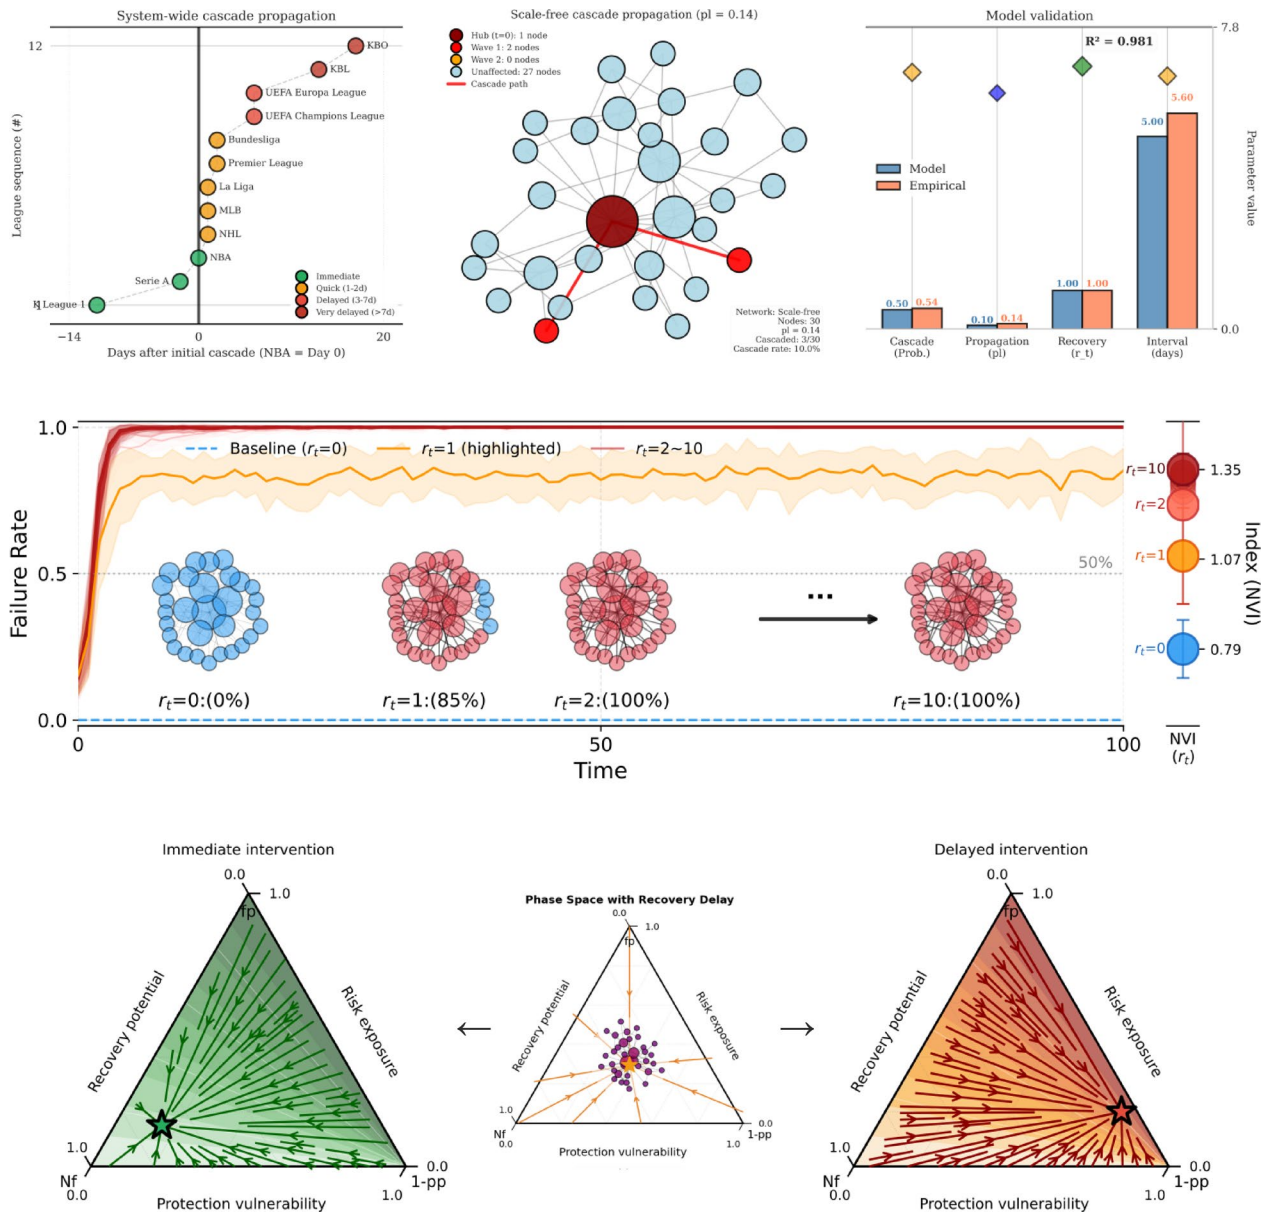 System-wide cascade propagation
12
KBO
KBL
UEFA Europa League
UEFA Champions League
Bundesliga
Premier League
La Liga
MLB
NHL
NBA
Serie A
League 1
League sequence (#)
Immediate
Quick (1-2d)
Delayed (3-7d)
Very delayed (>7d)
−14
0
20
Days after initial cascade (NBA = Day 0)
Scale-free cascade propagation (pl = 0.14)
Hub (t=0): 1 node
Wave 1: 2 nodes
Wave 2: 0 nodes
Unaffected: 27 nodes
Cascade path
Network: Scale-free
Nodes: 30
pl = 0.14
Cascaded: 3/30
Cascade rate: 10.0%
Model validation
7.8
R² = 0.981
5.60
5.00
Model
Empirical
1.00 1.00
0.50 0.54
0.10 0.14
0.0
Parameter value
Cascade (Prob.)
Propagation (pl)
Recovery (r_t)
Interval (days)
1.0
Baseline (rₜ=0)
rₜ=1 (highlighted)
rₜ=2~10
Failure Rate
0.5
50%
...
rₜ=0:(0%)
rₜ=1:(85%)
rₜ=2:(100%)
rₜ=10:(100%)
0.0
0
50
100
Time
rₜ=10
1.35
rₜ=2
rₜ=1
1.07
rₜ=0
0.79
Index (NVI)
NVI
(rₜ)
Immediate intervention
0.0
1.0
fp
Recovery potential
Risk exposure
1.0
0.0
Nf
1-pp
0.0
1.0
Protection vulnerability
Phase Space with Recovery Delay
0.0
1.0
fp
Recovery potential
Risk exposure
←
→
1.0
0.0
Nf
1-pp
0.0
1.0
Protection vulnerability
Delayed intervention
0.0
1.0
fp
Recovery potential
Risk exposure
1.0
0.0
Nf
1-pp
0.0
1.0
Protection vulnerability